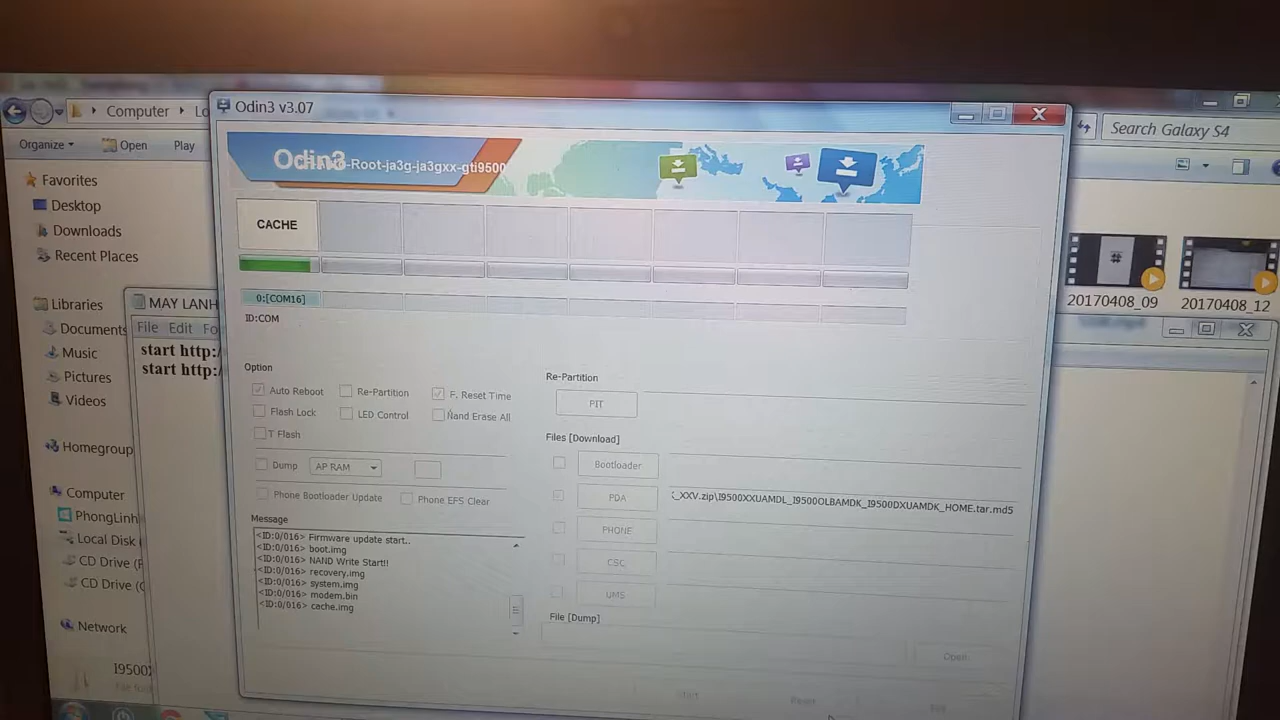 Odin3 v3.07
Computer
Search Galaxy S4
Organize
Open
Play
Odin3
-Root-ja3g-ja3gxx-gti9500
Favorites
Desktop
Downloads
Recent Places
Libraries
Documents
Music
Pictures
Videos
Homegroup
Computer
PhongLinh
Local Disk
CD Drive (
CD Drive (
Network
I9500
MAY LANH
File Edit Fo
start http:/
start http:/
CACHE
0:[COM16]
ID:COM
Option
Auto Reboot
Re-Partition
F. Reset Time
Flash Lock
LED Control
Nand Erase All
T Flash
Dump
AP RAM
Phone Bootloader Update
Phone EFS Clear
Message
<ID:0/016> Firmware update start..
<ID:0/016> boot.img
<ID:0/016> NAND Write Start!!
<ID:0/016> recovery.img
<ID:0/016> system.img
<ID:0/016> modem.bin
<ID:0/016> cache.img
Re-Partition
PIT
Files [Download]
Bootloader
PDA
_XXV.zip\I9500XXUAMDL_I9500OLBAMDK_I9500DXUAMDK_HOME.tar.md5
PHONE
CSC
UMS
File [Dump]
Open
Start
Reset
20170408_09
20170408_12